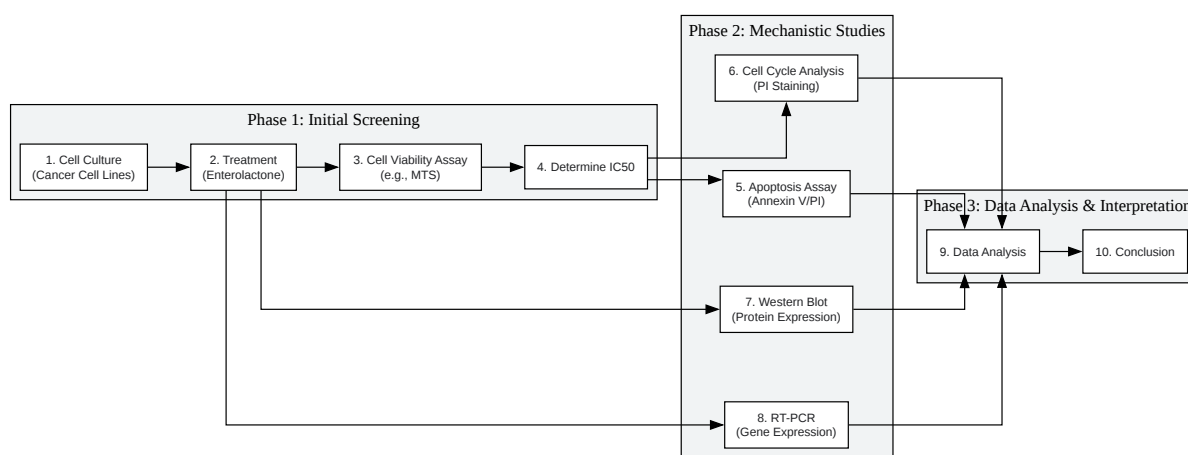 Phase 1: Initial Screening
1. Cell Culture
(Cancer Cell Lines)
2. Treatment
(Enterolactone)
3. Cell Viability Assay
(e.g., MTS)
4. Determine IC50
Phase 2: Mechanistic Studies
6. Cell Cycle Analysis
(PI Staining)
5. Apoptosis Assay
(Annexin V/PI)
7. Western Blot
(Protein Expression)
8. RT-PCR
(Gene Expression)
Phase 3: Data Analysis & Interpretation
9. Data Analysis
10. Conclusion